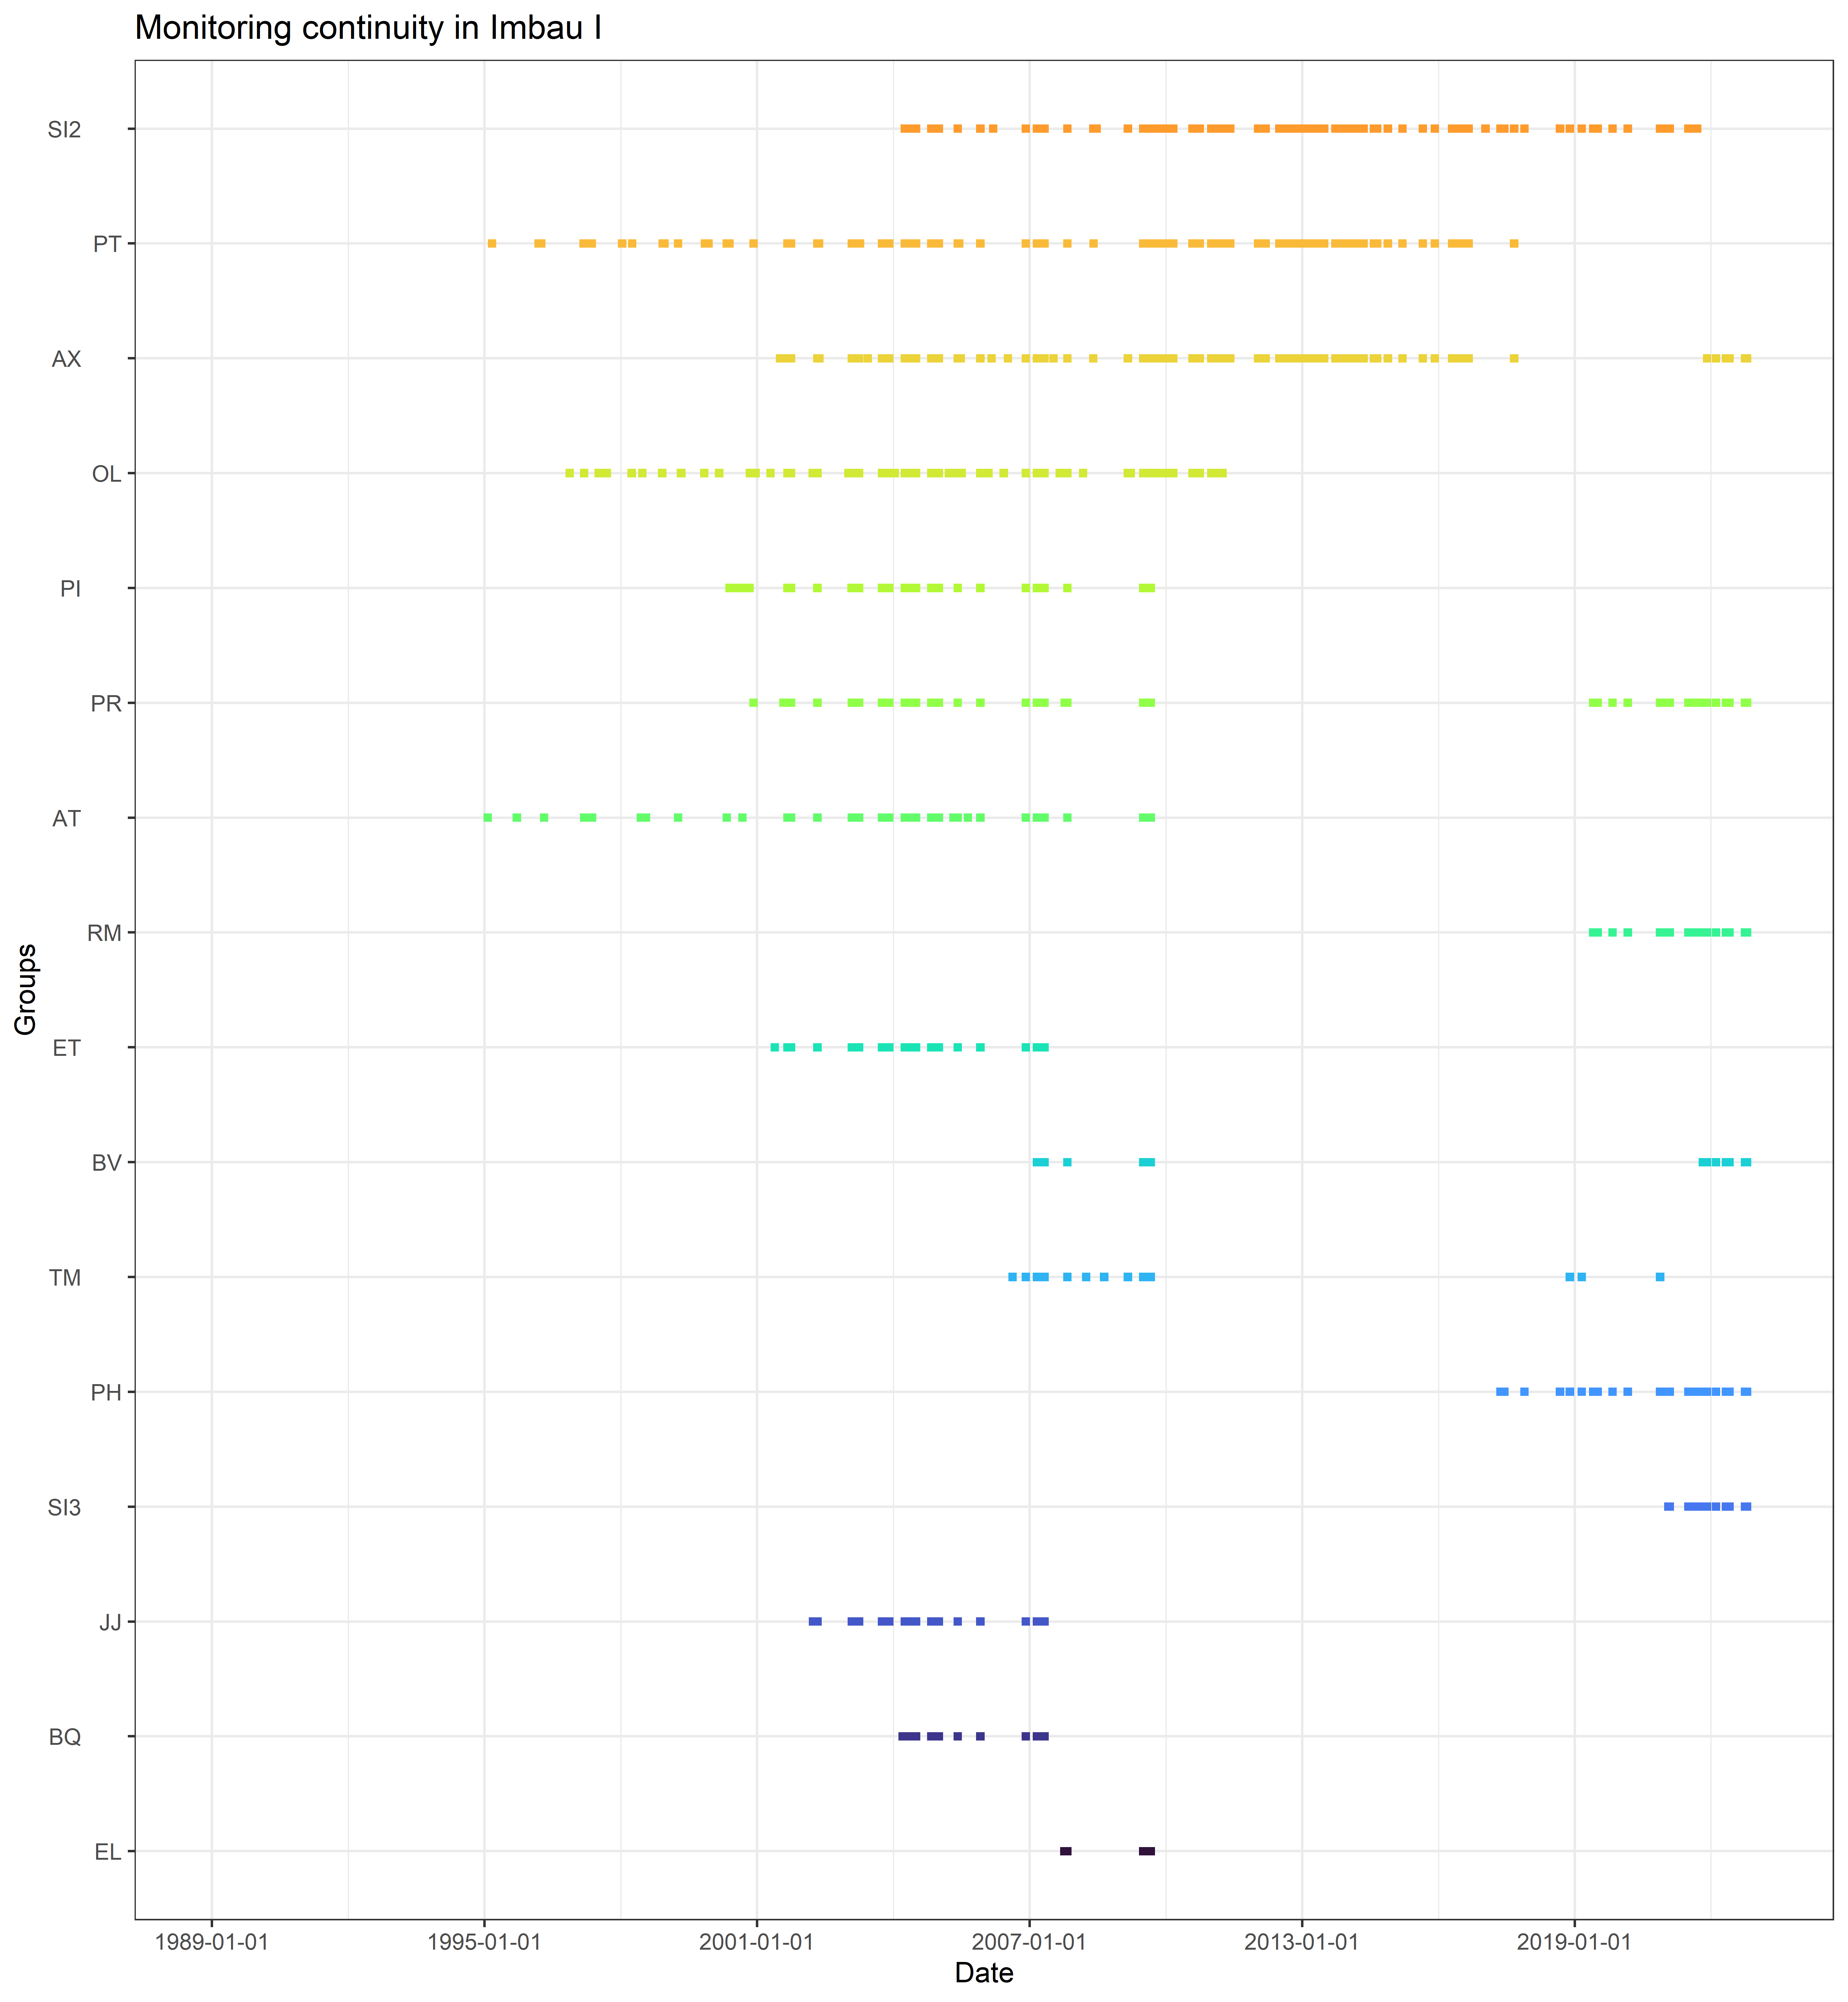 Monitoring continuity in Imbau I
SI2
PT
AX
OL
PI
PR
AT
RM
ET
BV
TM
PH
SI3
JJ
BQ
EL
Groups
1989-01-01 1995-01-01 2001-01-01 2007-01-01 2013-01-01 2019-01-01
Date